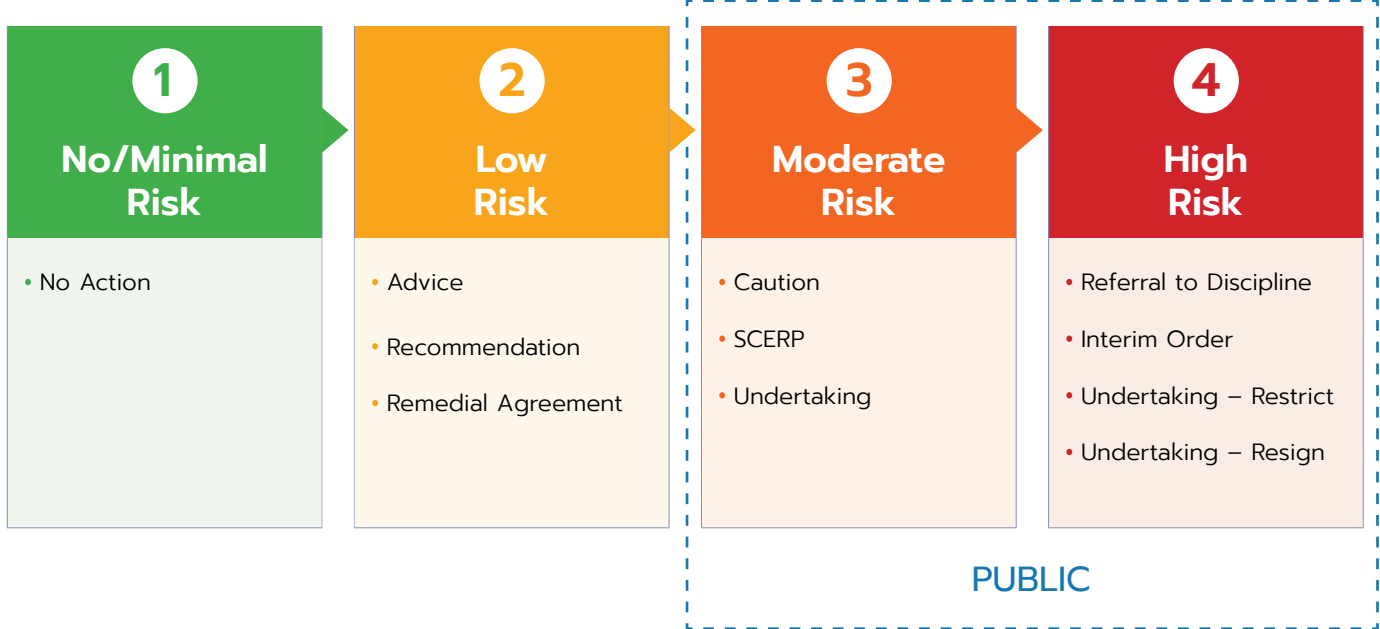 1
No/Minimal
Risk
• No Action
2
Low
Risk
• Advice
• Recommendation
• Remedial Agreement
3
Moderate
Risk
• Caution
• SCERP
• Undertaking
4
High
Risk
• Referral to Discipline
• Interim Order
• Undertaking – Restrict
• Undertaking – Resign
PUBLIC